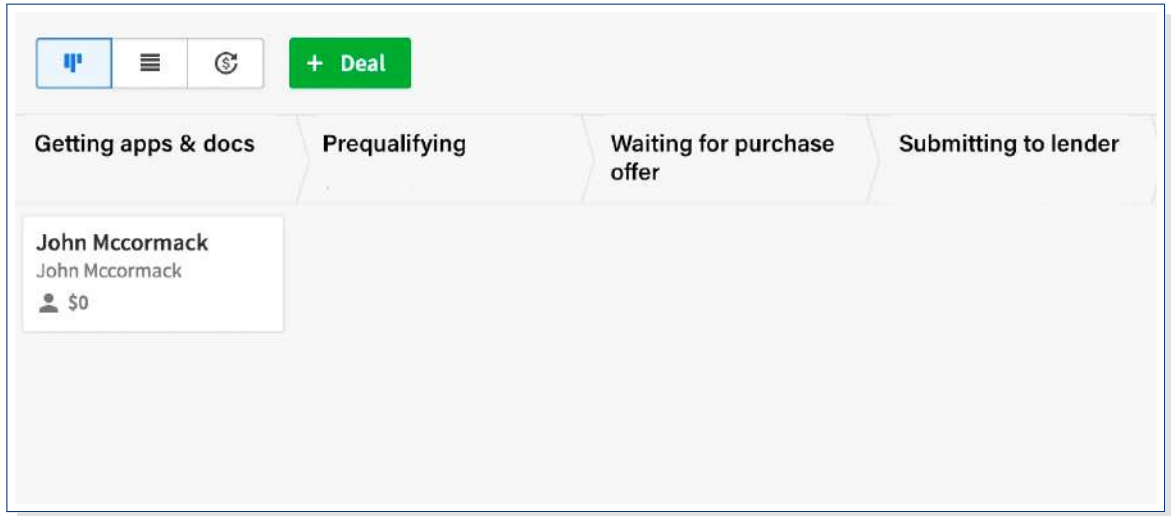 + Deal
Getting apps & docs
Prequalifying
Waiting for purchase
offer
Submitting to lender
John Mccormack
John Mccormack
$0